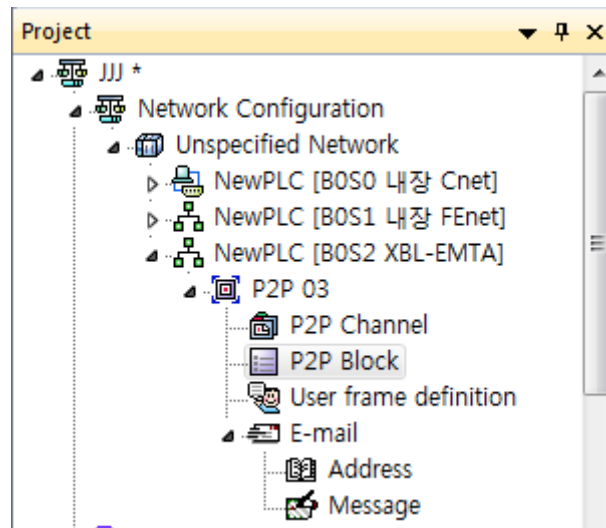 Project
JJJ *
Network Configuration
Unspecified Network
NewPLC [B0S0 내장 Cnet]
NewPLC [B0S1 내장 FEnet]
NewPLC [B0S2 XBL-EMTA]
P2P 03
P2P Channel
P2P Block
User frame definition
E-mail
Address
Message